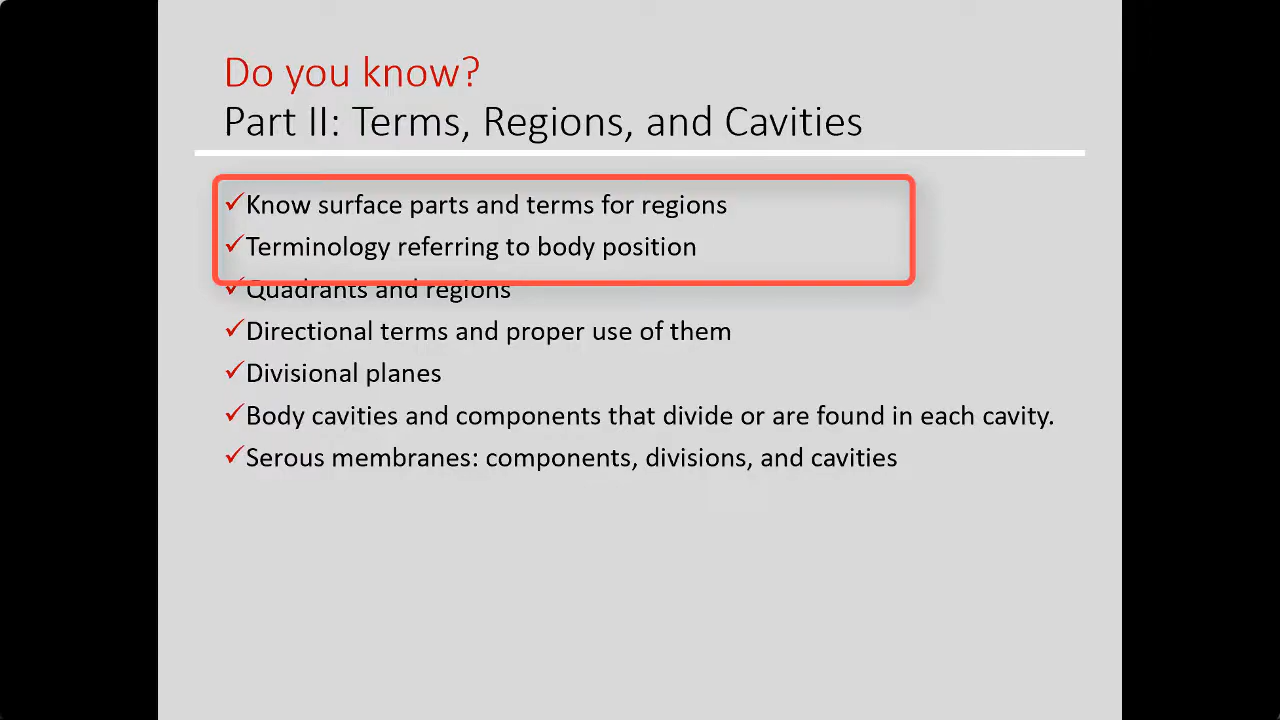 Do you know?
Part II: Terms, Regions, and Cavities
✓Know surface parts and terms for regions
✓Terminology referring to body position
✓Quadrants and regions
✓Directional terms and proper use of them
✓Divisional planes
✓Body cavities and components that divide or are found in each cavity.
✓Serous membranes: components, divisions, and cavities